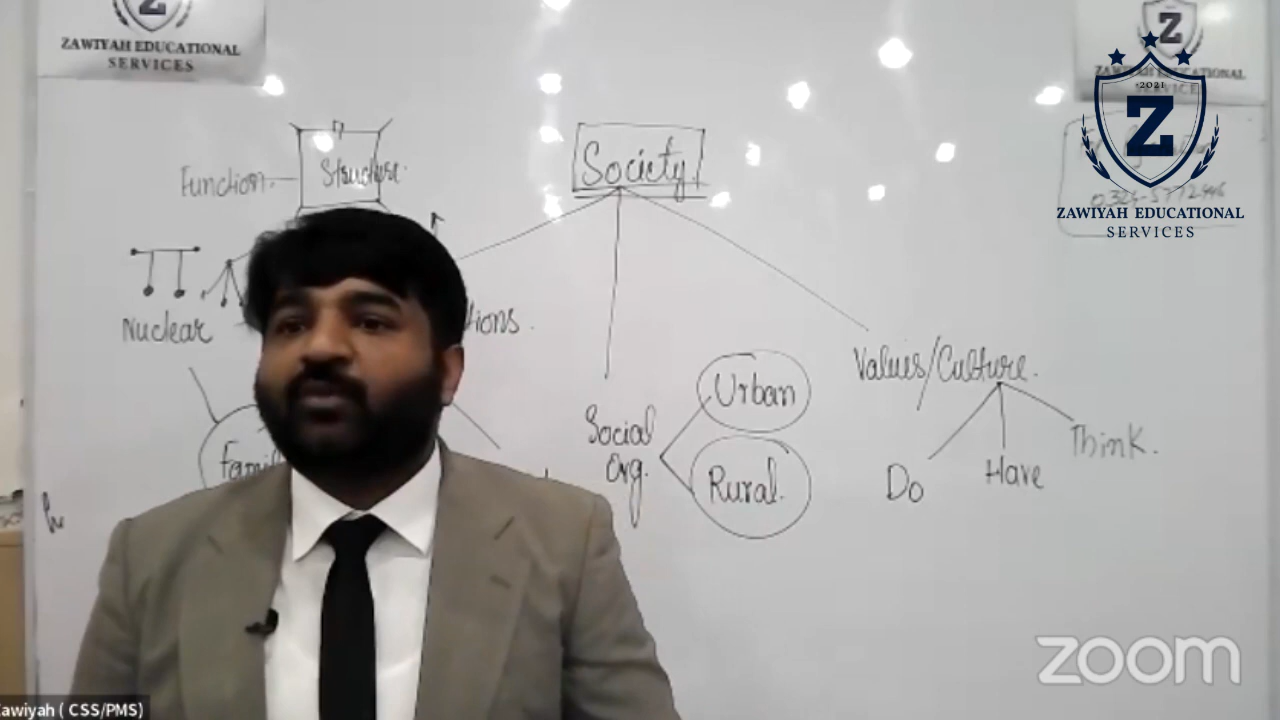 Z
ZAWIYAH EDUCATIONAL
SERVICES
Z
2021
Z
ZAWIYAH EDUCATIONAL
SERVICES
Function
Structure
Society
Nuclear
tions.
Values/Culture.
Urban
Social
Org.
Rural
Do
Have
Think.
zoom
awiyah ( CSS/PMS)